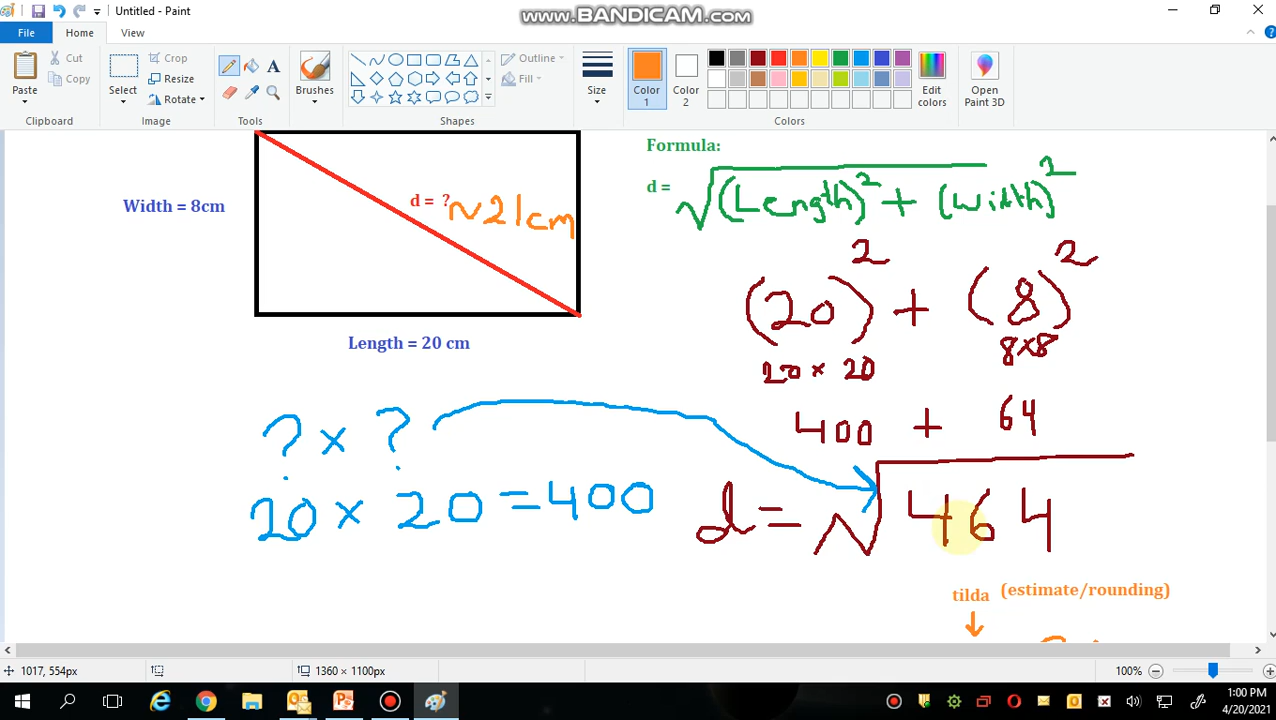 Untitled - Paint
www.BANDICAM.com
File
Home
View
Paste
Cut
Copy
Clipboard
Select
Crop
Resize
Rotate
Image
Tools
Brushes
Outline
Fill
Shapes
Size
Color 1
Color 2
Colors
Edit colors
Open Paint 3D
Width = 8cm
d = ?
~21cm
Length = 20 cm
Formula:
d = √(Length)² + (width)²
(20)² + (8)²
20 × 20
8×8
400 + 64
? × ?
20 × 20 = 400
d = √464
tilda (estimate/rounding)
1017, 554px
1360 × 1100px
100%
1:00 PM
4/20/2021